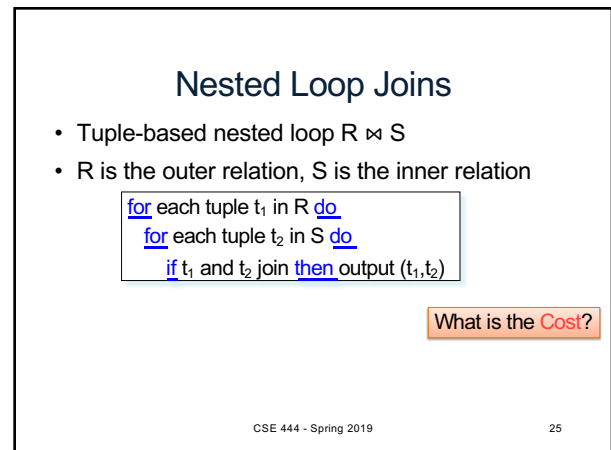 Nested Loop Joins
• Tuple-based nested loop R ⋈ S
• R is the outer relation, S is the inner relation
for each tuple t₁ in R do
for each tuple t₂ in S do
if t₁ and t₂ join then output (t₁,t₂)
What is the Cost?
CSE 444 - Spring 2019 25